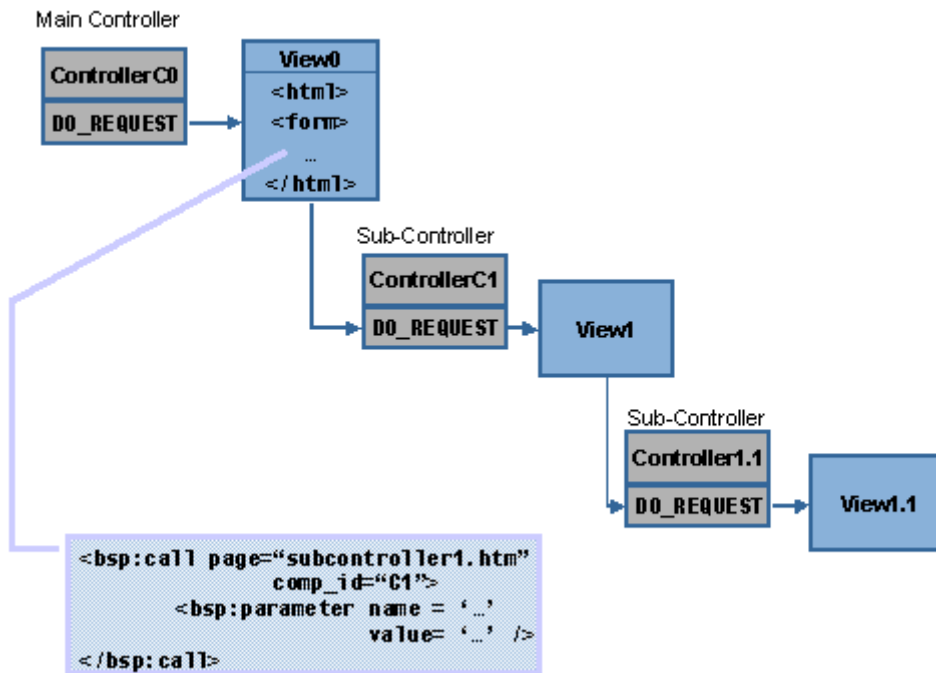 Main Controller
ControllerC0
DO_REQUEST
View0
<html>
<form>
…
</html>
Sub-Controller
ControllerC1
DO_REQUEST
View1
Sub-Controller
Controller1.1
DO_REQUEST
View1.1
<bsp:call page=“subcontroller1.htm”
comp_id=“C1”>
<bsp:parameter name = ‘…’
value= ‘…’ />
</bsp:call>